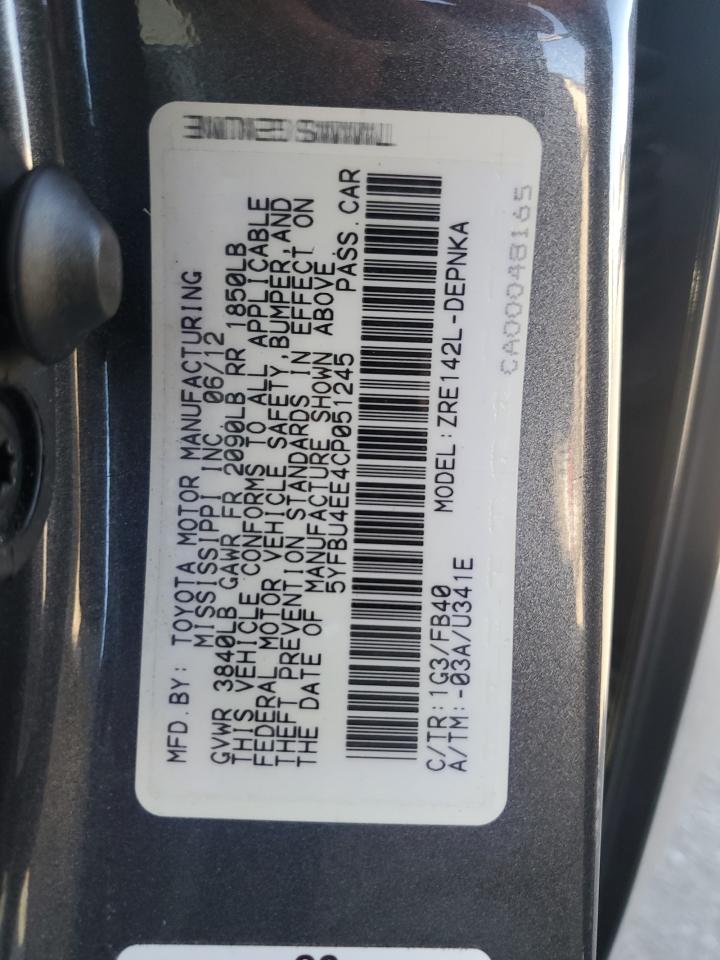 MFD.BY: TOYOTA MOTOR MANUFACTURING
MISSISSIPPI INC. 06/12
GVWR 3840LB GAWR FR 2090LB RR 1850LB
THIS VEHICLE CONFORMS TO ALL APPLICABLE
FEDERAL MOTOR VEHICLE SAFETY,BUMPER,AND
THEFT PREVENTION STANDARDS IN EFFECT ON
THE DATE OF MANUFACTURE SHOWN ABOVE.
5YFBU4EE4CP051245 PASS.CAR
C/TR:1G3/FB40 MODEL:ZRE142L-DEPNKA
A/TM:-03A/U341E
CA00048165